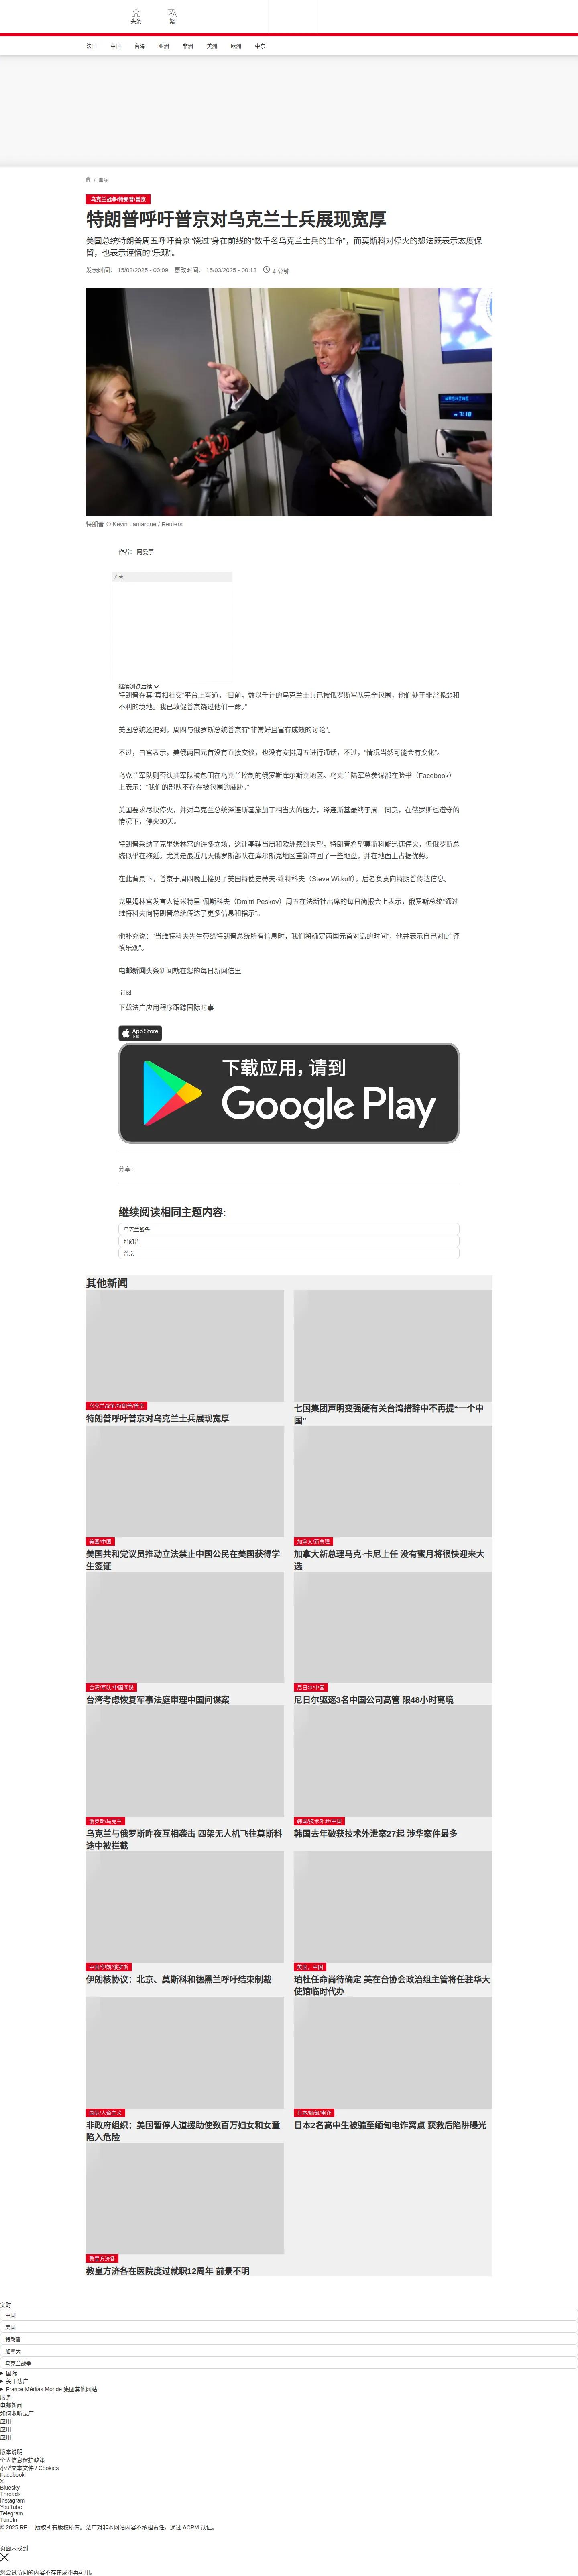 头条
繁
法国 中国 台海 亚洲 非洲 美洲 欧洲 中东
/ 国际
乌克兰战争/特朗普/普京
特朗普呼吁普京对乌克兰士兵展现宽厚
美国总统特朗普周五呼吁普京“饶过”身在前线的“数千名乌克兰士兵的生命”，而莫斯科对停火的想法既表示态度保
留，也表示谨慎的“乐观”。
发表时间： 15/03/2025 - 00:09 更改时间： 15/03/2025 - 00:13 4 分钟
特朗普 © Kevin Lamarque / Reuters
作者： 阿曼亭
广告
继续浏览后续
特朗普在其“真相社交”平台上写道，“目前，数以千计的乌克兰士兵已被俄罗斯军队完全包围，他们处于非常脆弱和
不利的境地。我已敦促普京饶过他们一命。”
美国总统还提到，周四与俄罗斯总统普京有“非常好且富有成效的讨论”。
不过，白宫表示，美俄两国元首没有直接交谈，也没有安排周五进行通话，不过，“情况当然可能会有变化”。
乌克兰军队则否认其军队被包围在乌克兰控制的俄罗斯库尔斯克地区。乌克兰陆军总参谋部在脸书（Facebook）
上表示：“我们的部队不存在被包围的威胁。”
美国要求尽快停火，并对乌克兰总统泽连斯基施加了相当大的压力，泽连斯基最终于周二同意，在俄罗斯也遵守的
情况下，停火30天。
特朗普采纳了克里姆林宫的许多立场，这让基辅当局和欧洲感到失望，特朗普希望莫斯科能迅速停火，但俄罗斯总
统似乎在拖延。尤其是最近几天俄罗斯部队在库尔斯克地区重新夺回了一些地盘，并在地面上占据优势。
在此背景下，普京于周四晚上接见了美国特使史蒂夫·维特科夫（Steve Witkoff），后者负责向特朗普传达信息。
克里姆林宫发言人德米特里·佩斯科夫（Dmitri Peskov）周五在法新社出席的每日简报会上表示，俄罗斯总统“通过
维特科夫向特朗普总统传达了更多信息和指示”。
他补充说：“当维特科夫先生带给特朗普总统所有信息时，我们将确定两国元首对话的时间”，他并表示自己对此“谨
慎乐观”。
电邮新闻头条新闻就在您的每日新闻信里
订阅
下载法广应用程序跟踪国际时事
App Store
下载
下载应用，请到
Google Play
分享 :
继续阅读相同主题内容:
乌克兰战争
特朗普
普京
其他新闻
乌克兰战争/特朗普/普京
特朗普呼吁普京对乌克兰士兵展现宽厚
七国集团声明变强硬有关台湾措辞中不再提“一个中
国”
美国/中国
美国共和党议员推动立法禁止中国公民在美国获得学
生签证
加拿大/新总理
加拿大新总理马克-卡尼上任 没有蜜月将很快迎来大
选
台湾/军队/中国间谍
台湾考虑恢复军事法庭审理中国间谍案
尼日尔/中国
尼日尔驱逐3名中国公司高管 限48小时离境
俄罗斯/乌克兰
乌克兰与俄罗斯昨夜互相袭击 四架无人机飞往莫斯科
途中被拦截
韩国/技术外泄/中国
韩国去年破获技术外泄案27起 涉华案件最多
中国/伊朗/俄罗斯
伊朗核协议：北京、莫斯科和德黑兰呼吁结束制裁
美国、中国
珀杜任命尚待确定 美在台协会政治组主管将任驻华大
使馆临时代办
国际/人道主义
非政府组织：美国暂停人道援助使数百万妇女和女童
陷入危险
日本/缅甸/电诈
日本2名高中生被骗至缅甸电诈窝点 获救后陷阱曝光
教皇方济各
教皇方济各在医院度过就职12周年 前景不明
实时
中国
美国
特朗普
加拿大
乌克兰战争
国际
关于法广
France Médias Monde 集团其他网站
服务
电邮新闻
如何收听法广
应用
应用
应用
版本说明
个人信息保护政策
小型文本文件 / Cookies
Facebook
X
Bluesky
Threads
Instagram
YouTube
Telegram
TuneIn
© 2025 RFI – 版权所有版权所有。法广对非本网站内容不承担责任。通过 ACPM 认证。
页面未找到
您尝试访问的内容不存在或不再可用。